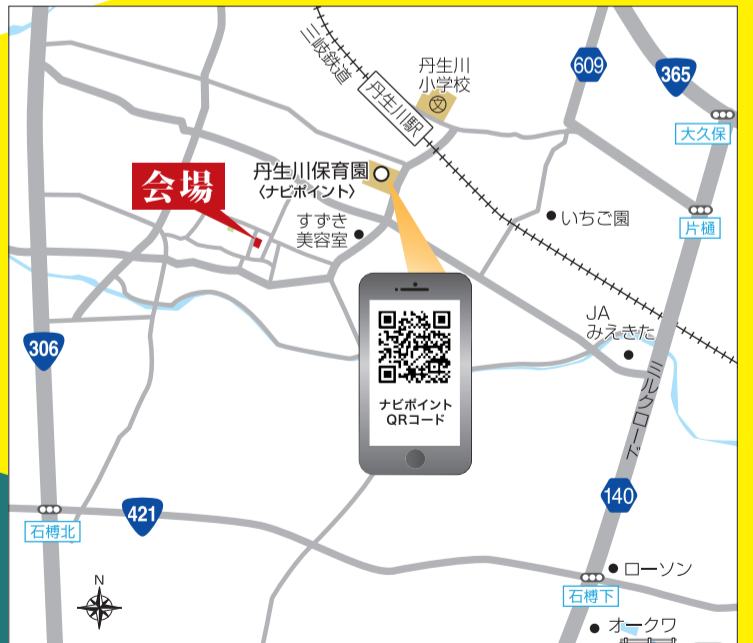 三岐鉄道
丹生川駅
丹生川
小学校
609
365
大久保
丹生川保育園
〈ナビポイント〉
会場
すずき
美容室
いちご園
片樋
JA
みえきた
306
ナビポイント
QRコード
ミルクロード
140
421
石榑北
N
ローソン
石榑下
オークワ